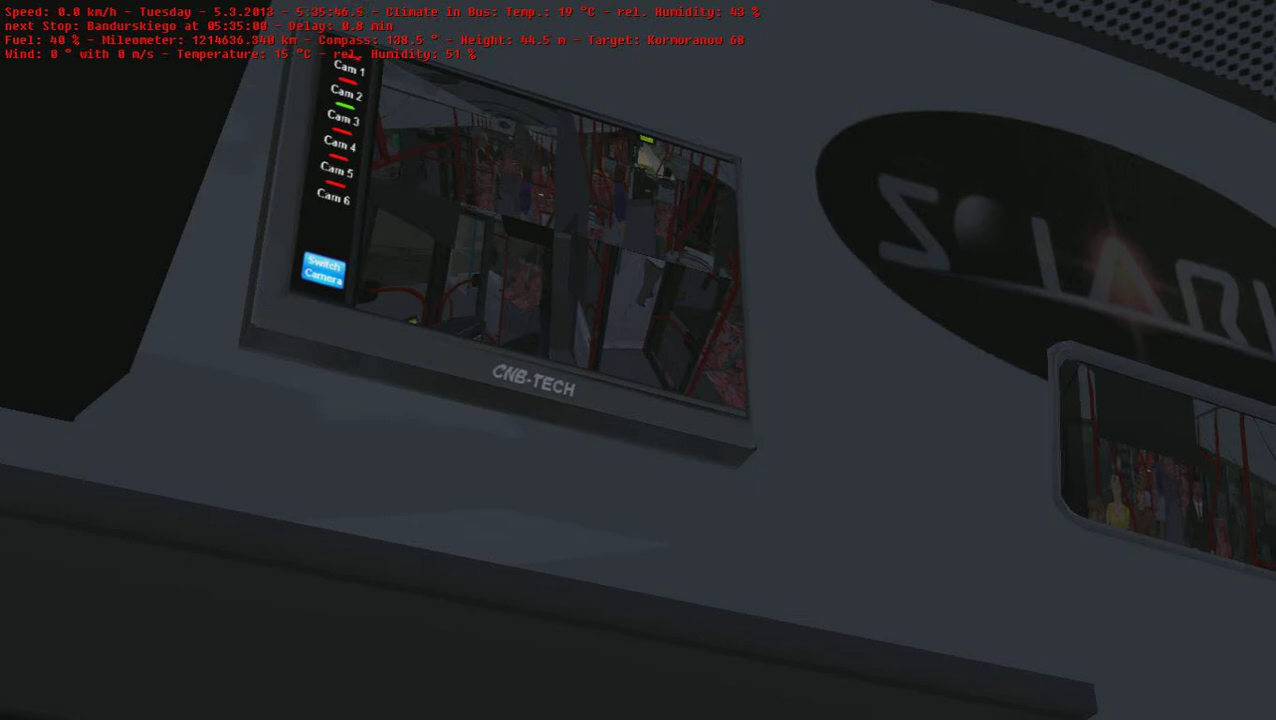 Speed: 0.0 km/h - Tuesday - 5.3.2013 - 5:35:46.5 - Climate in Bus: Temp.: 19 °C - rel. Humidity: 43 %
next Stop: Bandurskiego at 05:35:00 - Delay: 0.8 min
Fuel: 40 % - Mileometer: 1214636.340 km - Compass: 138.5 ° - Height: 44.5 m - Target: Kormoranow 68
Wind: 0 ° with 0 m/s - Temperature: 15 °C - rel. Humidity: 51 %
Cam 1
Cam 2
Cam 3
Cam 4
Cam 5
Cam 6
Switch
Camera
CNB-TECH